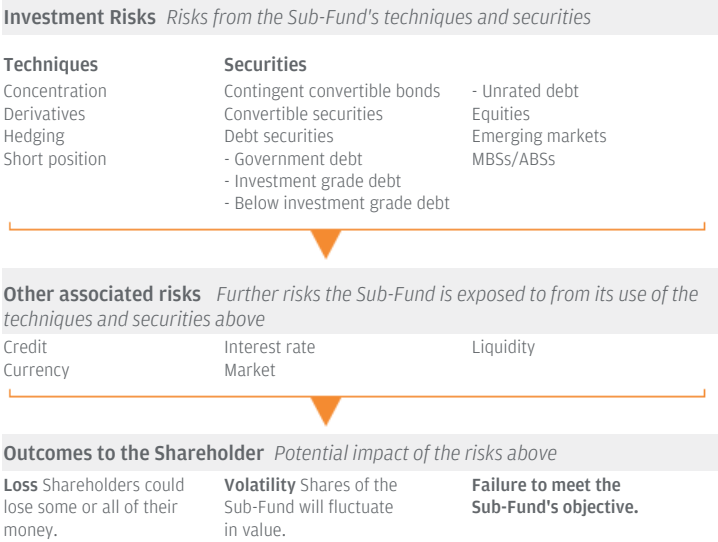 Investment Risks Risks from the Sub-Fund's techniques and securities
Techniques
Concentration
Derivatives
Hedging
Short position
Securities
Contingent convertible bonds
Convertible securities
Debt securities
- Government debt
- Investment grade debt
- Below investment grade debt
- Unrated debt
Equities
Emerging markets
MBSs/ABSs
Other associated risks Further risks the Sub-Fund is exposed to from its use of the
techniques and securities above
Credit
Currency
Interest rate
Market
Liquidity
Outcomes to the Shareholder Potential impact of the risks above
Loss Shareholders could
lose some or all of their
money.
Volatility Shares of the
Sub-Fund will fluctuate
in value.
Failure to meet the
Sub-Fund's objective.